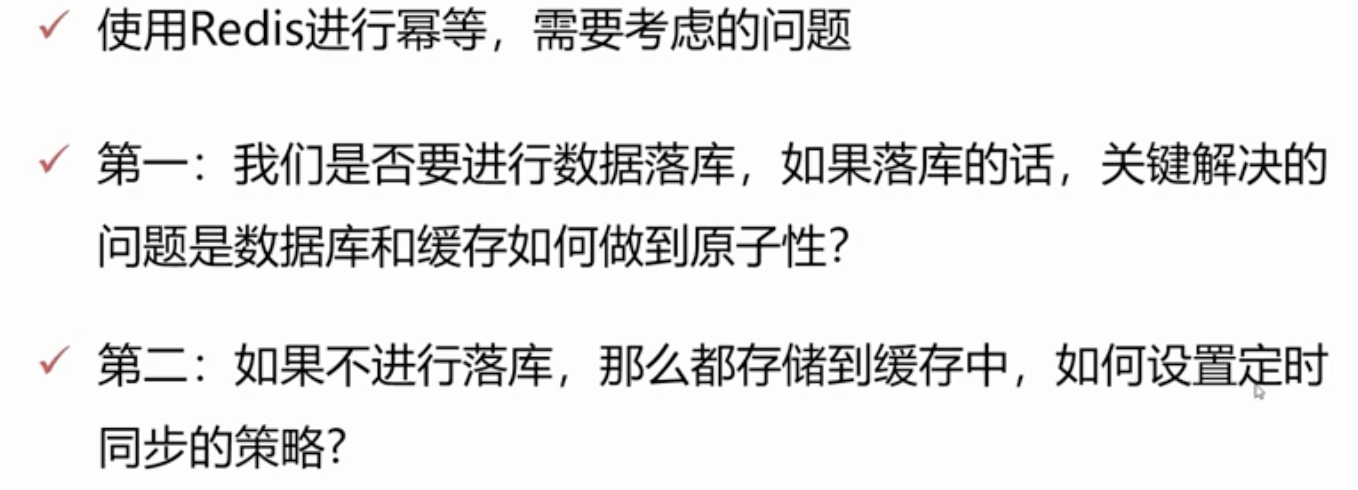 使用Redis进行幂等，需要考虑的问题
第一：我们是否要进行数据落库，如果落库的话，关键解决的
问题是数据库和缓存如何做到原子性？
第二：如果不进行落库，那么都存储到缓存中，如何设置定时
同步的策略?